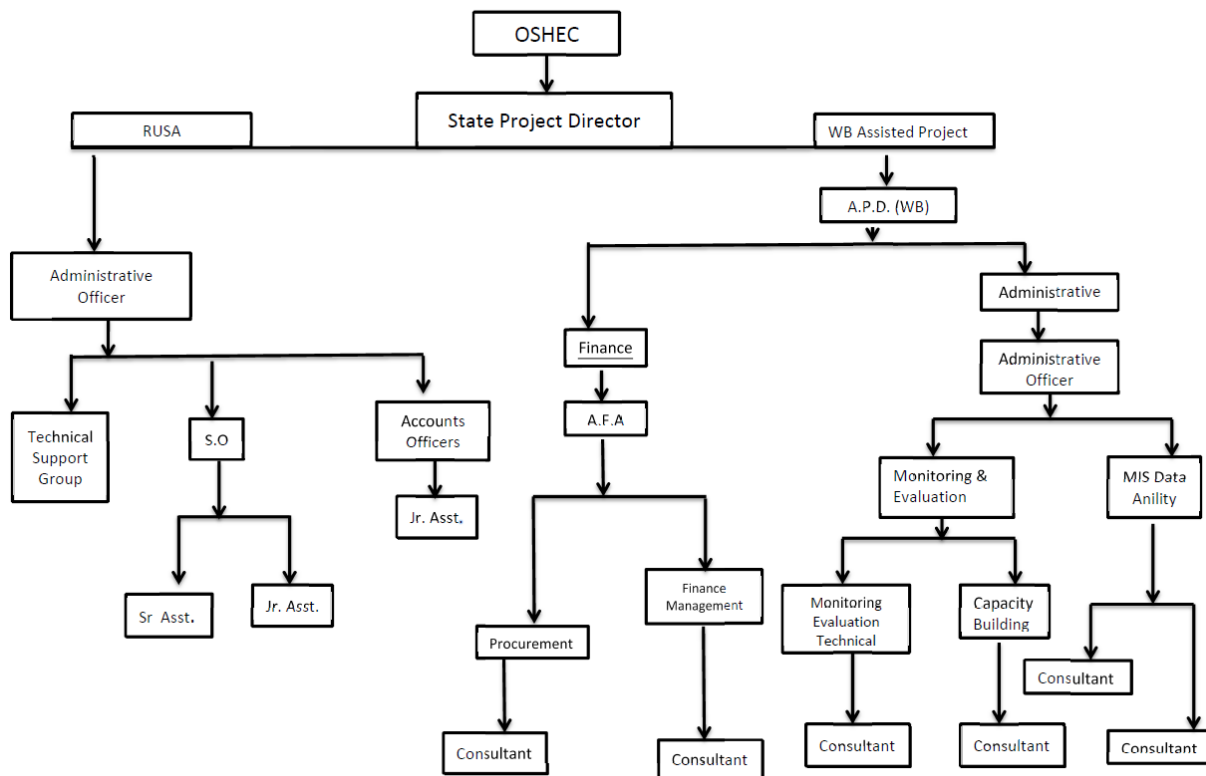 OSHEC
State Project Director
RUSA
WB Assisted Project
A.P.D. (WB)
Administrative
Officer
Administrative
Finance
Administrative
Officer
Technical
Support
Group
S.O
Accounts
Officers
A.F.A
Monitoring &
Evaluation
MIS Data
Anility
Jr. Asst.
Sr Asst.
Jr. Asst.
Finance
Management
Monitoring
Evaluation
Technical
Capacity
Building
Procurement
Consultant
Consultant
Consultant
Consultant
Consultant
Consultant